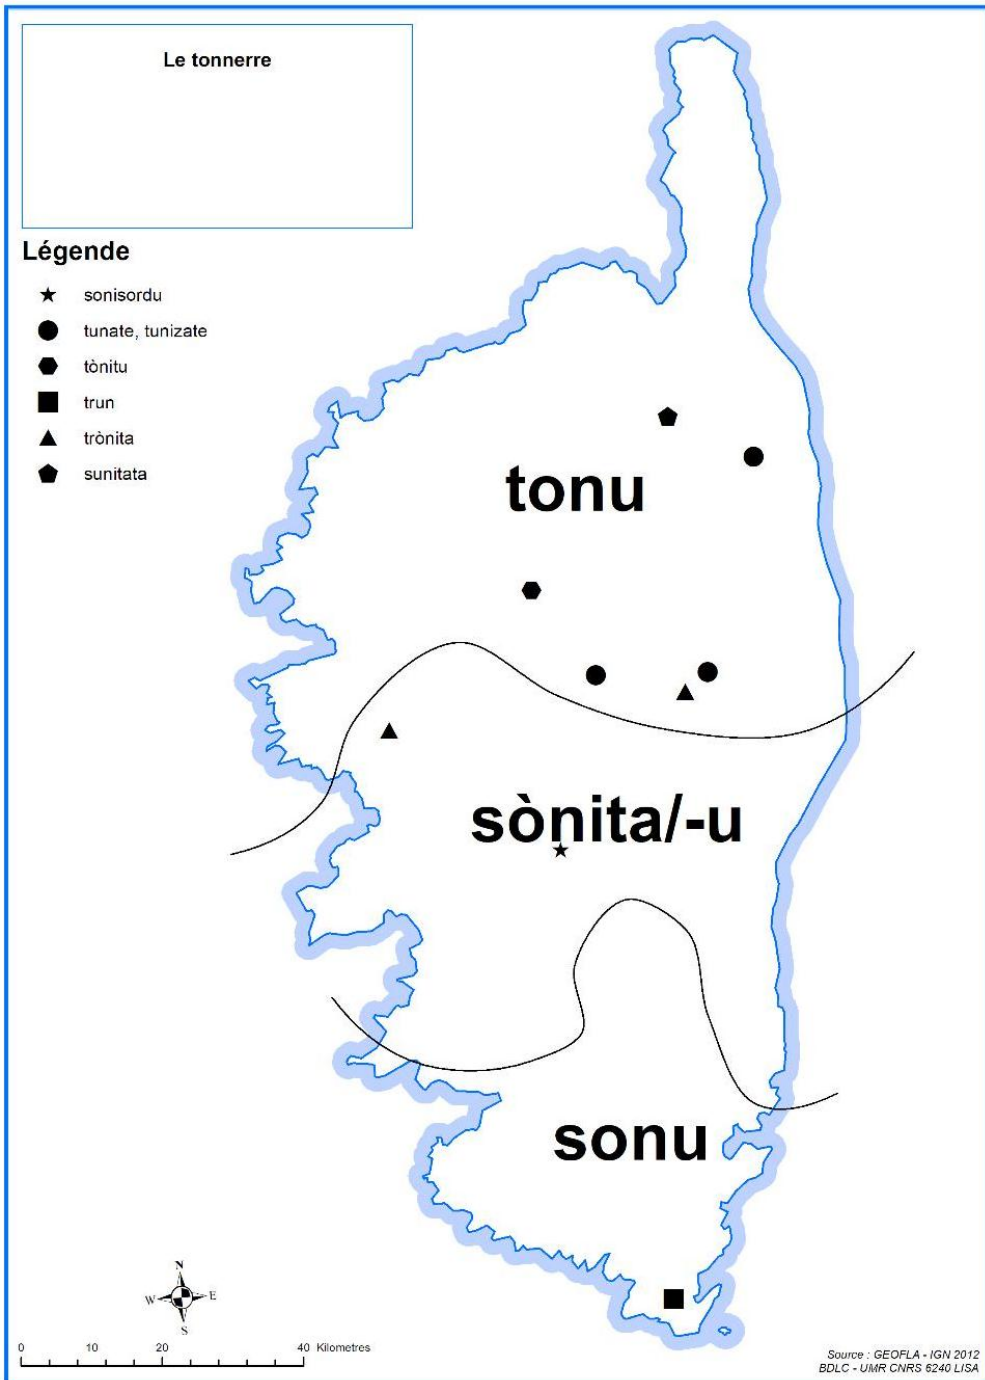 Le tonnerre
Légende
sonisordu
tunate, tunizate
tònitu
trun
trònita
sunitata
tonu
sònita/-u
sonu
N
W E
S
0 10 20 40 Kilometres
Source : GEOFLA - IGN 2012
BDLC - UMR CNRS 6240 LISA